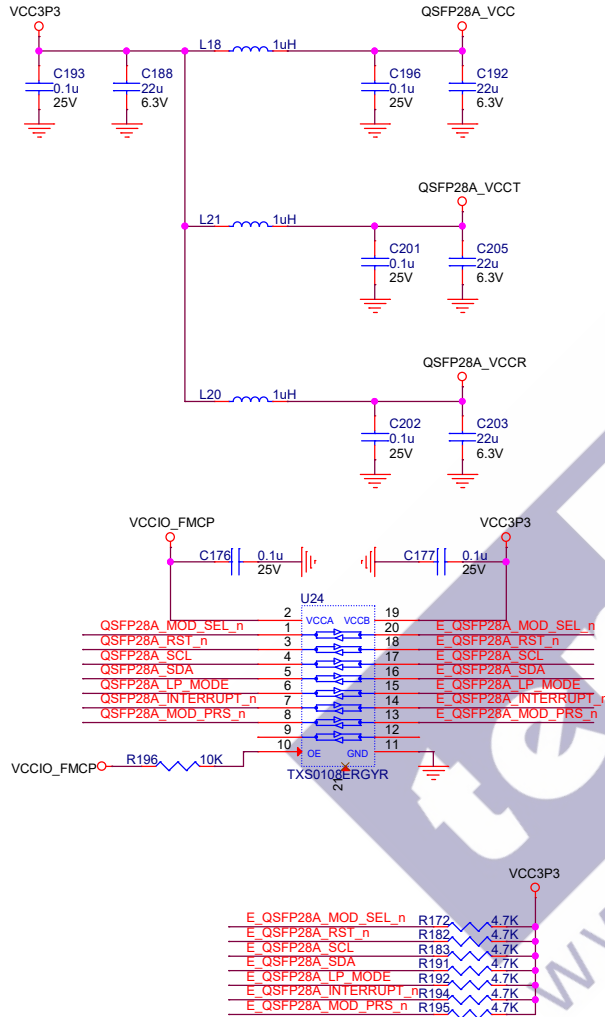 VCC3P3
QSFP28A_VCC
L18 1uH
C193 0.1u 25V
C188 22u 6.3V
C196 0.1u 25V
C192 22u 6.3V
QSFP28A_VCCT
L21 1uH
C201 0.1u 25V
C205 22u 6.3V
QSFP28A_VCCR
L20 1uH
C202 0.1u 25V
C203 22u 6.3V
VCCIO_FMCP
VCC3P3
C176 0.1u 25V
C177 0.1u 25V
U24
2 VCCA VCCB 19
QSFP28A_MOD_SEL_n 1 20 E_QSFP28A_MOD_SEL_n
QSFP28A_RST_n 3 18 E_QSFP28A_RST_n
QSFP28A_SCL 4 17 E_QSFP28A_SCL
QSFP28A_SDA 5 16 E_QSFP28A_SDA
QSFP28A_LP_MODE 6 15 E_QSFP28A_LP_MODE
QSFP28A_INTERRUPT_n 7 14 E_QSFP28A_INTERRUPT_n
QSFP28A_MOD_PRS_n 8 13 E_QSFP28A_MOD_PRS_n
9 12
10 OE GND 11
VCCIO_FMCP R196 10K
TXS0108ERGYR
21
VCC3P3
E_QSFP28A_MOD_SEL_n R172 4.7K
E_QSFP28A_RST_n R182 4.7K
E_QSFP28A_SCL R183 4.7K
E_QSFP28A_SDA R191 4.7K
E_QSFP28A_LP_MODE R192 4.7K
E_QSFP28A_INTERRUPT_n R194 4.7K
E_QSFP28A_MOD_PRS_n R195 4.7K